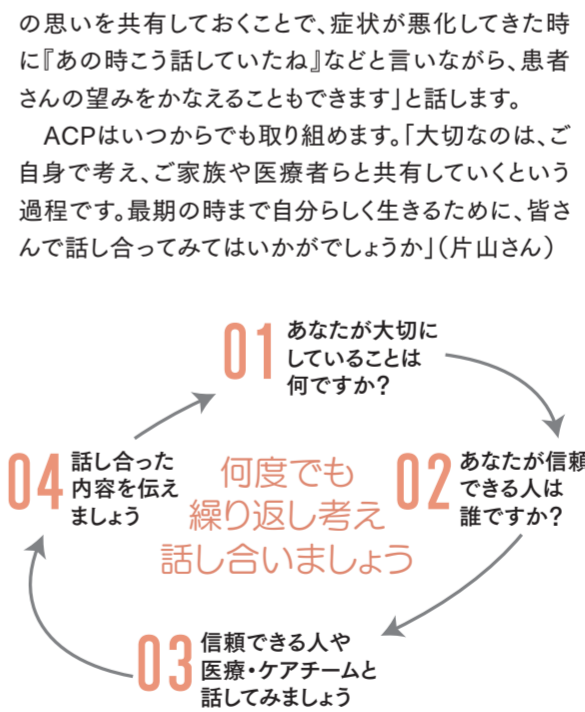 の思いを共有しておくことで、症状が悪化してきた時
に『あの時こう話していたね』などと言いながら、患者
さんの望みをかなえることもできます」と話します。
　ACPはいつからでも取り組めます。「大切なのは、ご
自身で考え、ご家族や医療者らと共有していくという
過程です。最期の時まで自分らしく生きるために、皆さ
んで話し合ってみてはいかがでしょうか」（片山さん）
01
あなたが大切に
していることは
何ですか？
02
あなたが信頼
できる人は
誰ですか？
03
信頼できる人や
医療・ケアチームと
話してみましょう
04
話し合った
内容を伝え
ましょう
何度でも
繰り返し考え
話し合いましょう